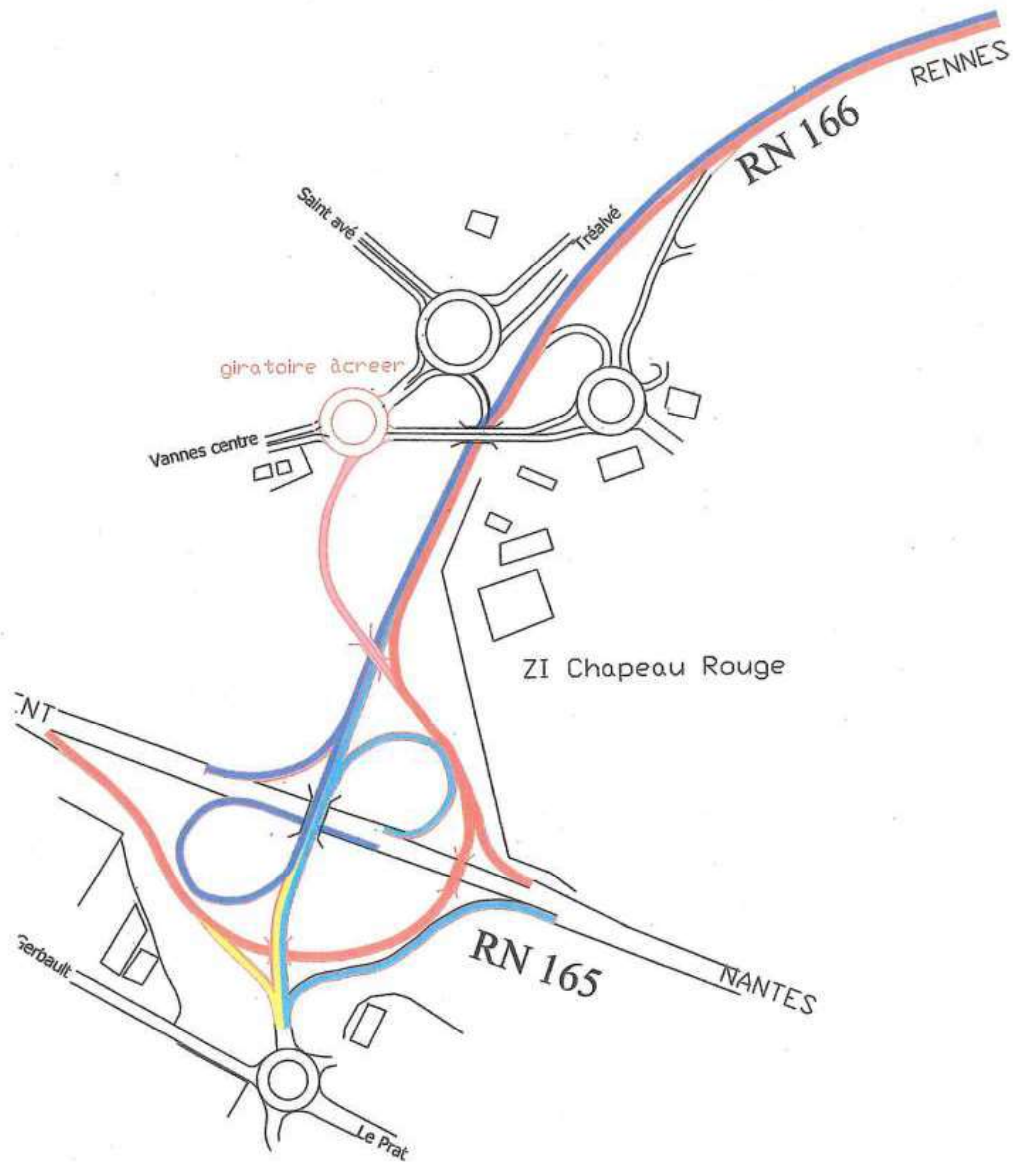 RENNES
RN 166
Saint avé
Tréalvé
giratoire àcreer
Vannes centre
ZI Chapeau Rouge
ENT
RN 165
NANTES
Gerbault
Le Prat